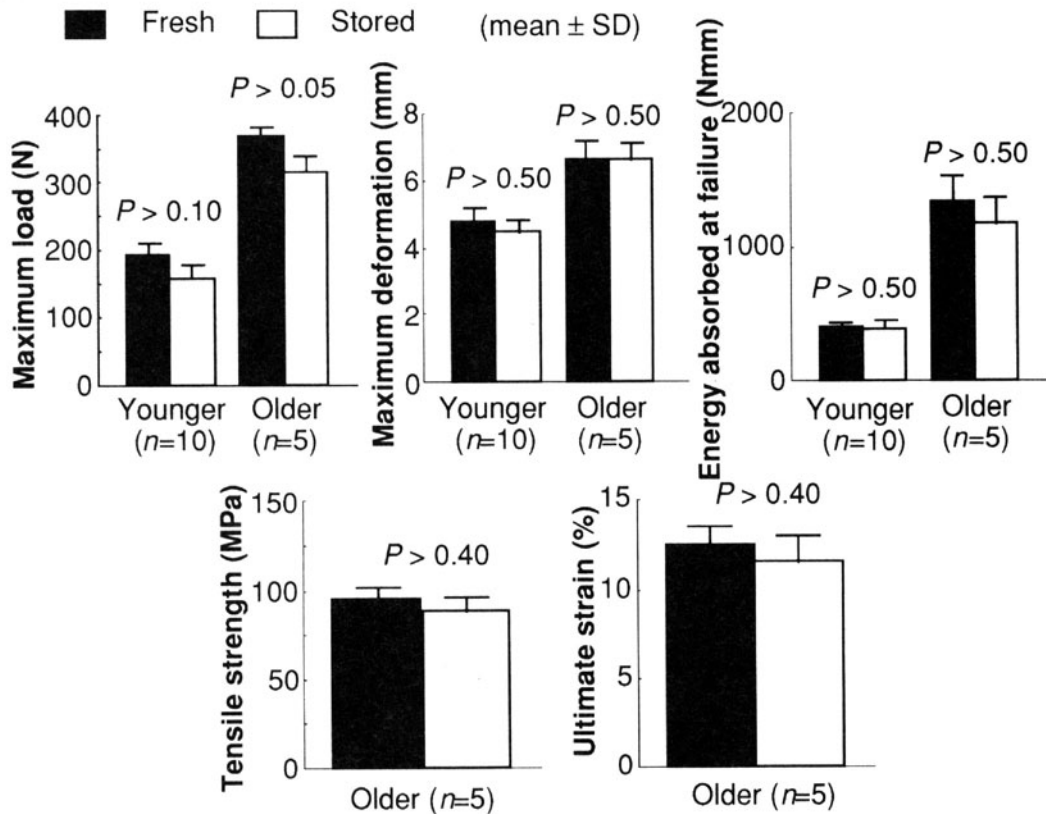 Fresh Stored (mean ± SD)
Maximum load (N)
400
300
200
100
0
P > 0.10
P > 0.05
Younger Older
(n=10) (n=5)
Maximum deformation (mm)
8
6
4
2
0
P > 0.50
P > 0.50
Younger Older
(n=10) (n=5)
Energy absorbed at failure (Nmm)
2000
1000
0
P > 0.50
P > 0.50
Younger Older
(n=10) (n=5)
Tensile strength (MPa)
150
100
50
0
P > 0.40
Older (n=5)
Ultimate strain (%)
15
10
5
0
P > 0.40
Older (n=5)